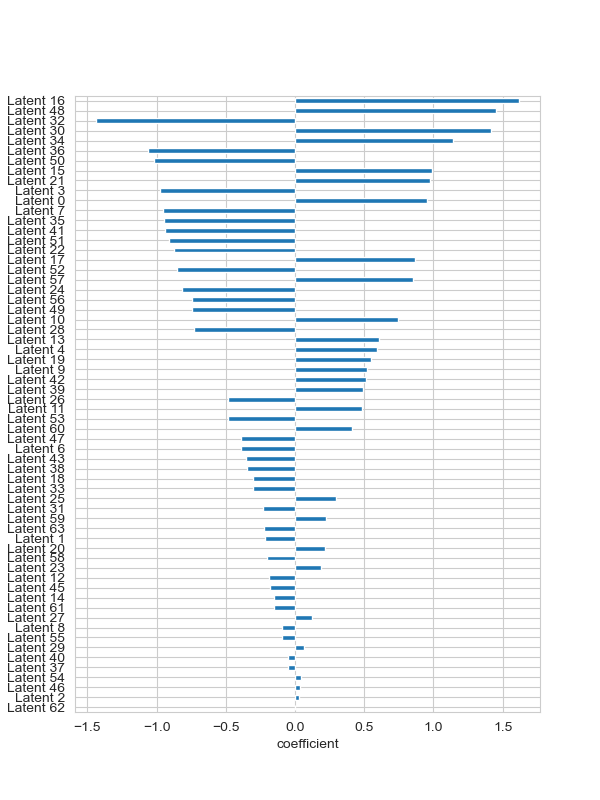 Latent 16
Latent 48
Latent 32
Latent 30
Latent 34
Latent 36
Latent 50
Latent 15
Latent 21
Latent 3
Latent 0
Latent 7
Latent 35
Latent 41
Latent 51
Latent 22
Latent 17
Latent 52
Latent 57
Latent 24
Latent 56
Latent 49
Latent 10
Latent 28
Latent 13
Latent 4
Latent 19
Latent 9
Latent 42
Latent 39
Latent 26
Latent 11
Latent 53
Latent 60
Latent 47
Latent 6
Latent 43
Latent 38
Latent 18
Latent 33
Latent 25
Latent 31
Latent 59
Latent 63
Latent 1
Latent 20
Latent 58
Latent 23
Latent 12
Latent 45
Latent 14
Latent 61
Latent 27
Latent 8
Latent 55
Latent 29
Latent 40
Latent 37
Latent 54
Latent 46
Latent 2
Latent 62
−1.5 −1.0 −0.5 0.0 0.5 1.0 1.5
coefficient